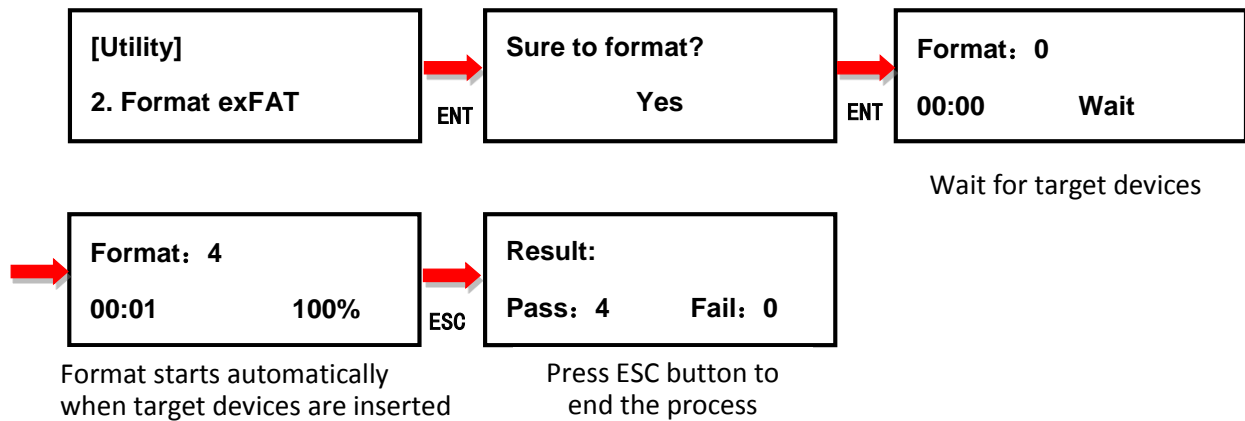 [Utility]
2. Format exFAT
ENT
Sure to format?
Yes
ENT
Format：0
00:00 Wait
Wait for target devices
Format：4
00:01 100%
Format starts automatically
when target devices are inserted
ESC
Result:
Pass：4 Fail：0
Press ESC button to
end the process